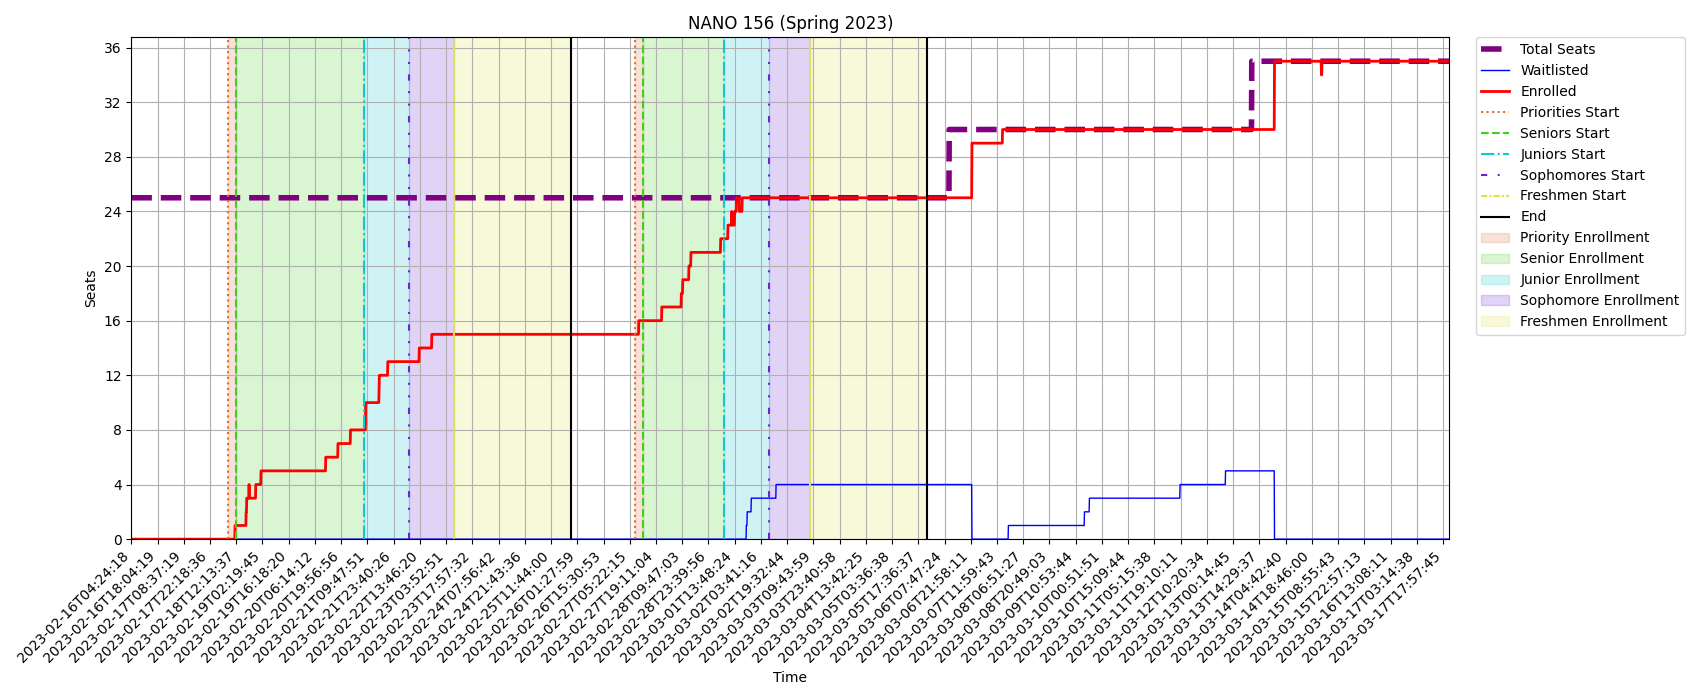 NANO 156 (Spring 2023)
Seats
36
32
28
24
20
16
12
8
4
0
2023-02-16T04:24:18
2023-02-16T18:04:19
2023-02-17T08:37:19
2023-02-17T22:18:36
2023-02-18T12:13:37
2023-02-19T02:19:45
2023-02-19T16:18:20
2023-02-20T06:14:12
2023-02-20T19:56:56
2023-02-21T09:47:51
2023-02-21T23:40:26
2023-02-22T13:46:20
2023-02-23T03:52:51
2023-02-23T17:57:32
2023-02-24T07:56:42
2023-02-24T21:43:36
2023-02-25T11:44:00
2023-02-26T01:27:59
2023-02-26T15:30:53
2023-02-27T05:22:15
2023-02-27T19:11:04
2023-02-28T09:47:03
2023-02-28T23:39:56
2023-03-01T13:48:24
2023-03-02T03:41:16
2023-03-02T19:32:44
2023-03-03T09:43:59
2023-03-03T23:40:58
2023-03-04T13:42:25
2023-03-05T03:36:38
2023-03-05T17:36:37
2023-03-06T07:47:24
2023-03-06T21:58:11
2023-03-07T11:59:43
2023-03-08T06:51:27
2023-03-08T20:49:03
2023-03-09T10:53:44
2023-03-10T00:51:51
2023-03-10T15:09:44
2023-03-11T05:15:38
2023-03-11T19:10:11
2023-03-12T10:20:34
2023-03-13T00:14:45
2023-03-13T14:29:37
2023-03-14T04:42:40
2023-03-14T18:46:00
2023-03-15T08:55:43
2023-03-15T22:57:13
2023-03-16T13:08:11
2023-03-17T03:14:38
2023-03-17T17:57:45
Time
Total Seats
Waitlisted
Enrolled
Priorities Start
Seniors Start
Juniors Start
Sophomores Start
Freshmen Start
End
Priority Enrollment
Senior Enrollment
Junior Enrollment
Sophomore Enrollment
Freshmen Enrollment